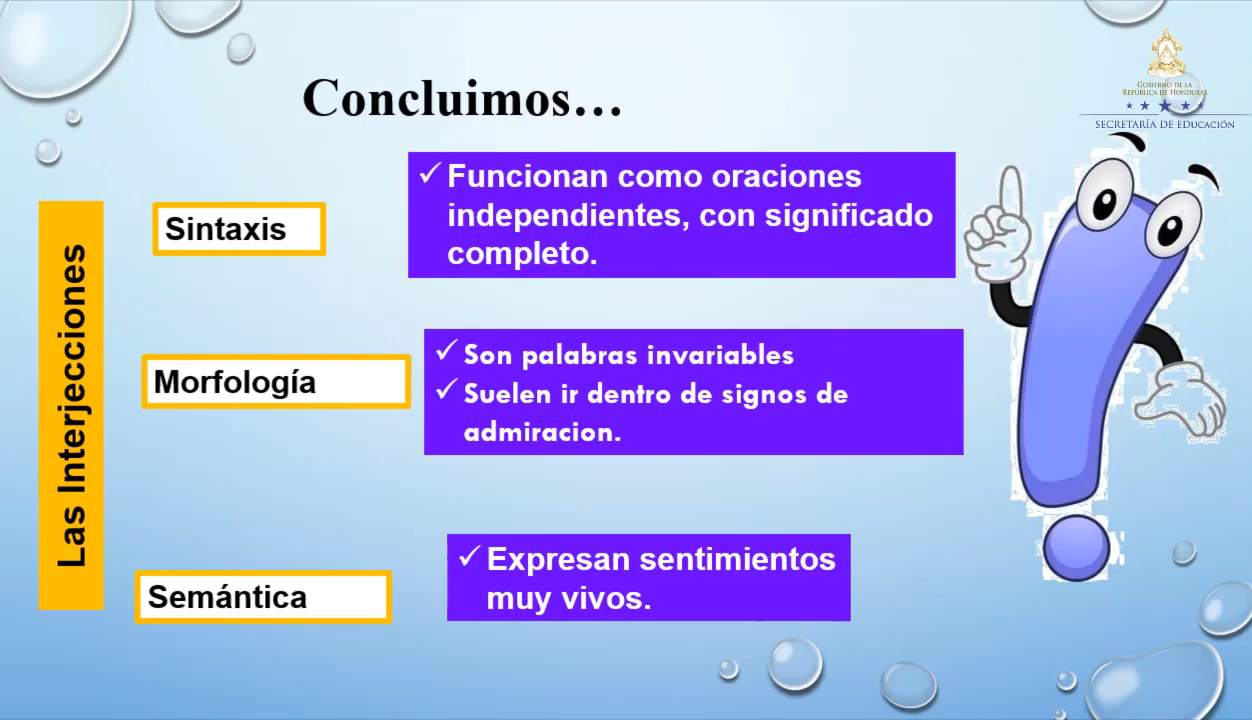 Concluimos…
GOBIERNO DE LA
REPÚBLICA DE HONDURAS
SECRETARÍA DE EDUCACIÓN
Las Interjecciones
Sintaxis
✓ Funcionan como oraciones
independientes, con significado
completo.
Morfología
✓ Son palabras invariables
✓ Suelen ir dentro de signos de
admiracion.
Semántica
✓ Expresan sentimientos
muy vivos.